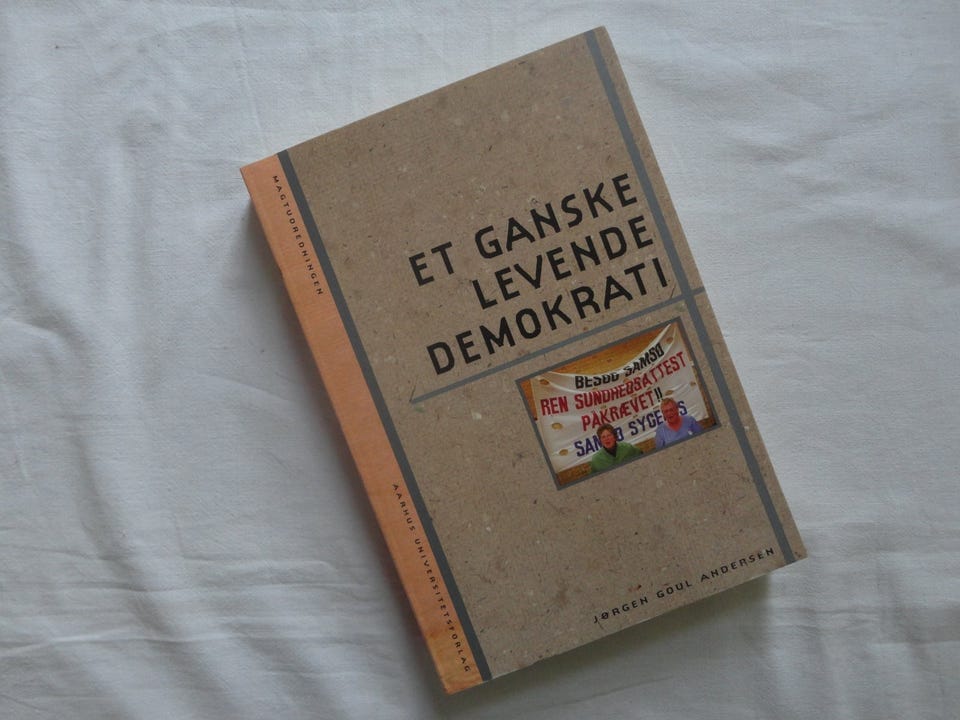 MAGTUDREDNINGEN
ET GANSKE
LEVENDE
DEMOKRATI
BESØG SAMSØ
REN SUNDHEDSATTEST
PÅKRÆVET!!
JØRGEN GOUL ANDERSEN
AARHUS UNIVERSITETSFORLAG